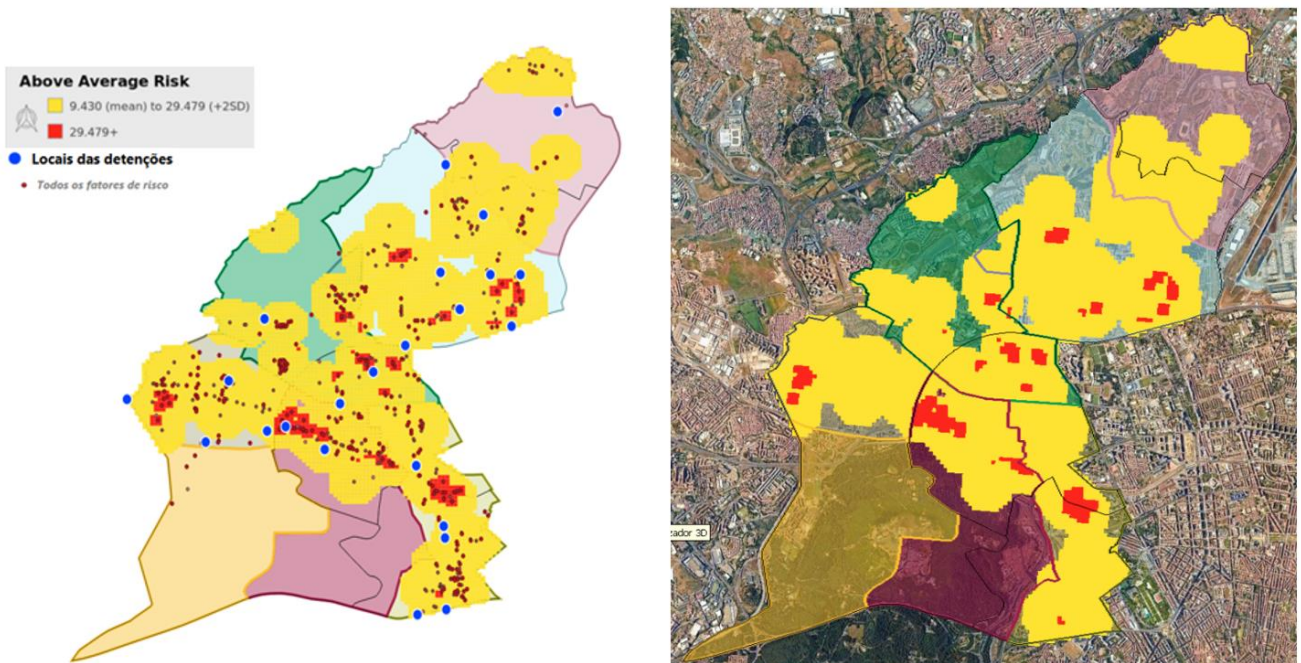 Above Average Risk
9.430 (mean) to 29.479 (+2SD)
29.479+
Locais das detenções
Todos os fatores de risco
zador 3D